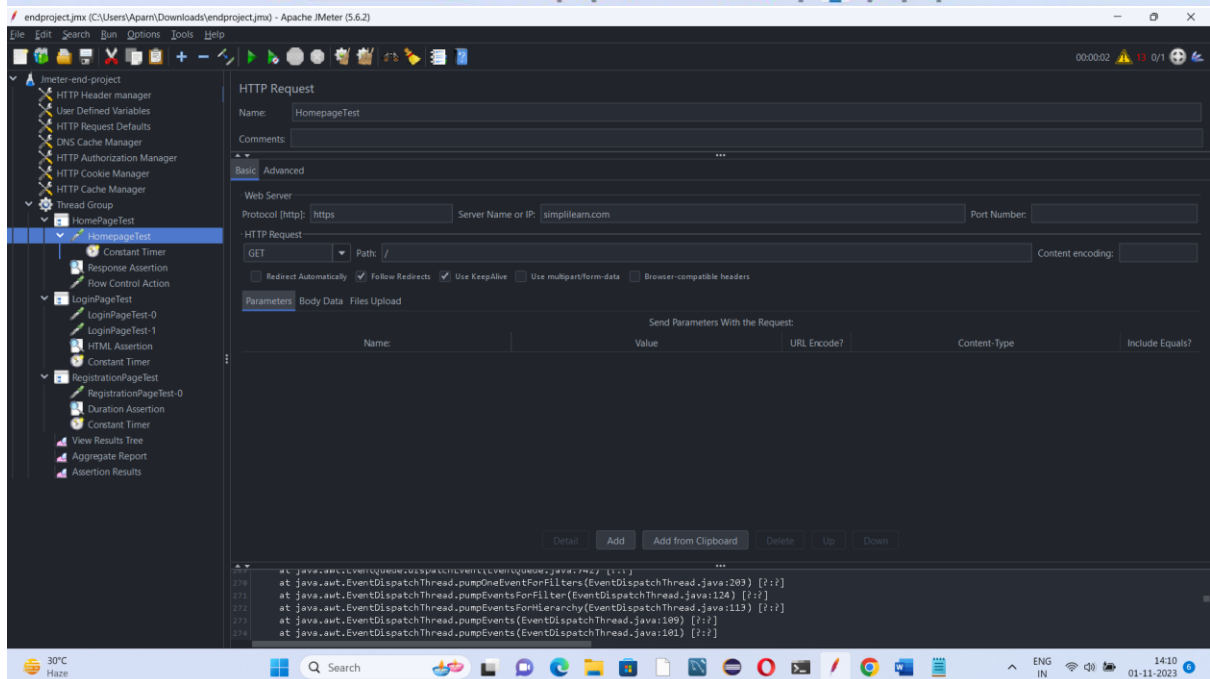 endproject.jmx (C:\Users\Aparn\Downloads\endproject.jmx) - Apache JMeter (5.6.2)
File Edit Search Run Options Tools Help
00:00:02 13 0/1
Jmeter-end-project
HTTP Header manager
User Defined Variables
HTTP Request Defaults
DNS Cache Manager
HTTP Authorization Manager
HTTP Cookie Manager
HTTP Cache Manager
Thread Group
HomePageTest
HomepageTest
Constant Timer
Response Assertion
Flow Control Action
LoginPageTest
LoginPageTest-0
LoginPageTest-1
HTML Assertion
Constant Timer
RegistrationPageTest
RegistrationPageTest-0
Duration Assertion
Constant Timer
View Results Tree
Aggregate Report
Assertion Results
HTTP Request
Name: HomepageTest
Comments:
Basic Advanced
Web Server
Protocol [http]: https Server Name or IP: simplilearn.com Port Number:
HTTP Request
GET Path: / Content encoding:
Redirect Automatically Follow Redirects Use KeepAlive Use multipart/form-data Browser-compatible headers
Parameters Body Data Files Upload
Send Parameters With the Request:
Name: Value URL Encode? Content-Type Include Equals?
Detail Add Add from Clipboard Delete Up Down
269 at java.awt.EventQueue.dispatchEvent(EventQueue.java:742) [?:?]
270 at java.awt.EventDispatchThread.pumpOneEventForFilters(EventDispatchThread.java:203) [?:?]
271 at java.awt.EventDispatchThread.pumpEventsForFilter(EventDispatchThread.java:124) [?:?]
272 at java.awt.EventDispatchThread.pumpEventsForHierarchy(EventDispatchThread.java:113) [?:?]
273 at java.awt.EventDispatchThread.pumpEvents(EventDispatchThread.java:109) [?:?]
274 at java.awt.EventDispatchThread.pumpEvents(EventDispatchThread.java:101) [?:?]
30°C
Haze
Search
ENG
IN
14:10
01-11-2023
6